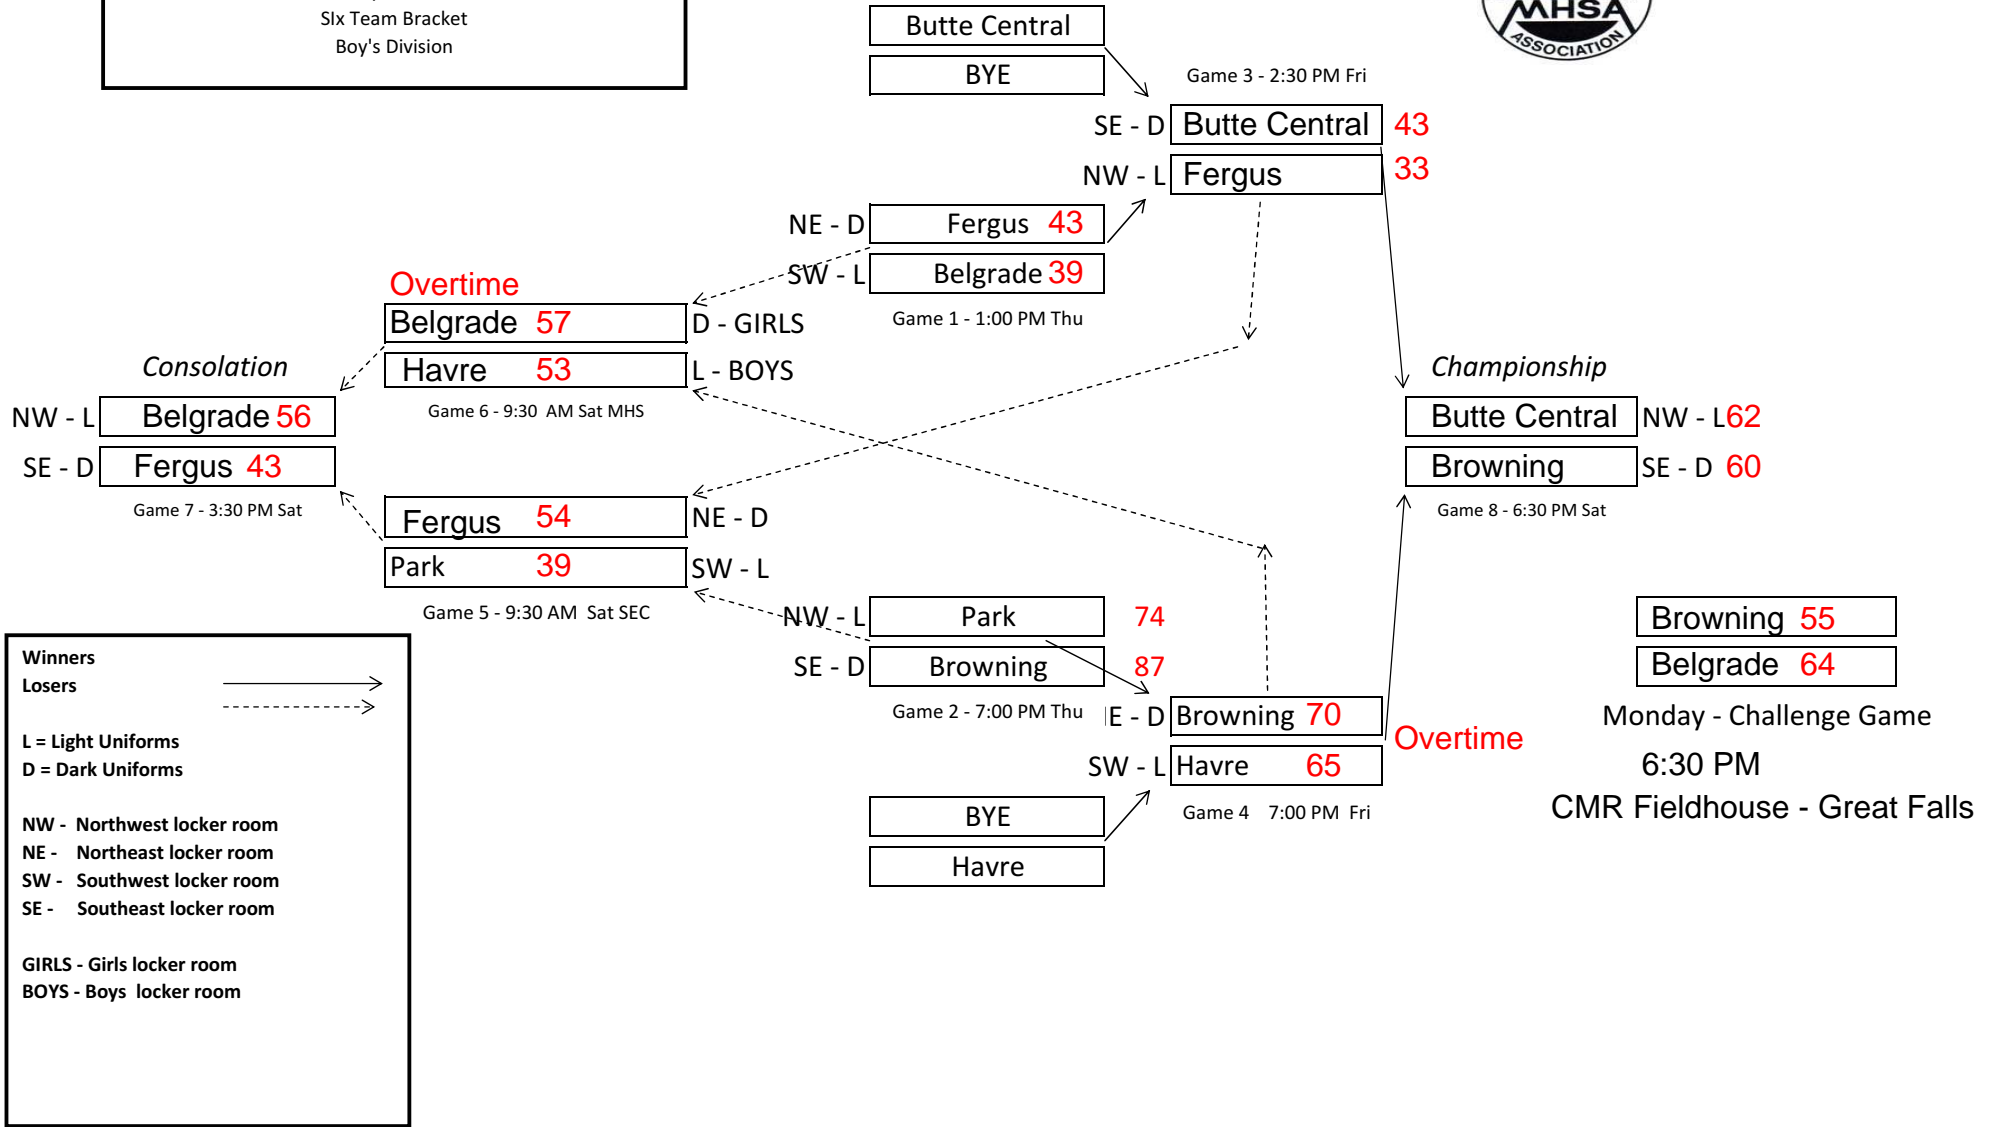 SIx Team Bracket
Boy's Division
MHSA
ASSOCIATION
Butte Central
BYE
Game 3 - 2:30 PM Fri
SE - D Butte Central 43
NW - L Fergus 33
NE - D Fergus 43
SW - L Belgrade 39
Game 1 - 1:00 PM Thu
Overtime
Belgrade 57 D - GIRLS
Havre 53 L - BOYS
Game 6 - 9:30 AM Sat MHS
Consolation
NW - L Belgrade 56
SE - D Fergus 43
Game 7 - 3:30 PM Sat
Championship
Butte Central NW - L 62
Browning SE - D 60
Game 8 - 6:30 PM Sat
Fergus 54 NE - D
Park 39 SW - L
Game 5 - 9:30 AM Sat SEC
NW - L Park 74
SE - D Browning 87
Game 2 - 7:00 PM Thu
E - D Browning 70
Overtime
SW - L Havre 65
Game 4 7:00 PM Fri
BYE
Havre
Browning 55
Belgrade 64
Monday - Challenge Game
6:30 PM
CMR Fieldhouse - Great Falls
Winners
Losers
L = Light Uniforms
D = Dark Uniforms
NW - Northwest locker room
NE - Northeast locker room
SW - Southwest locker room
SE - Southeast locker room
GIRLS - Girls locker room
BOYS - Boys locker room